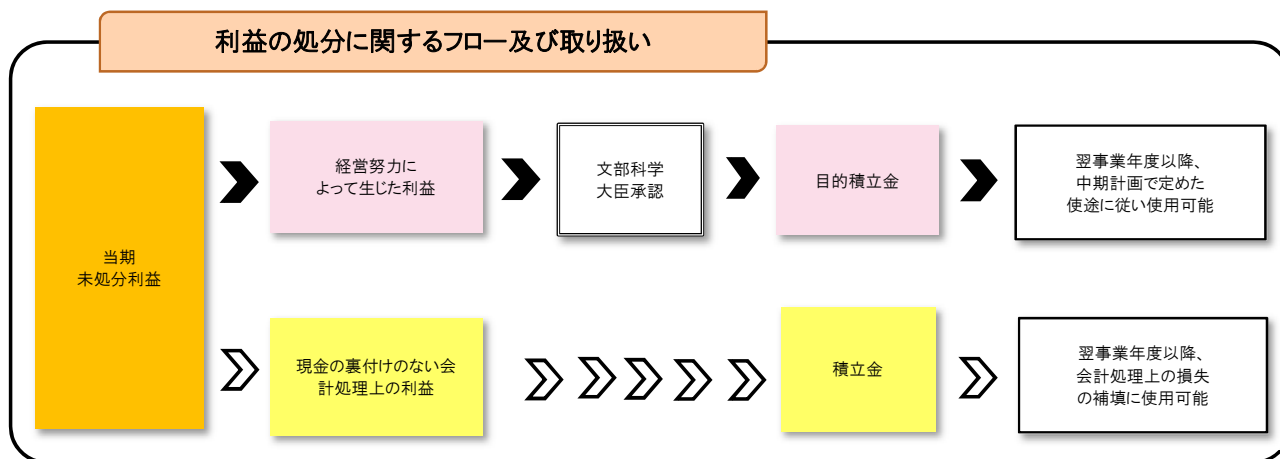 利益の処分に関するフロー及び取り扱い
当期
未処分利益
経営努力に
よって生じた利益
文部科学
大臣承認
目的積立金
翌事業年度以降、
中期計画で定めた
使途に従い使用可能
現金の裏付けのない会
計処理上の利益
積立金
翌事業年度以降、
会計処理上の損失
の補填に使用可能